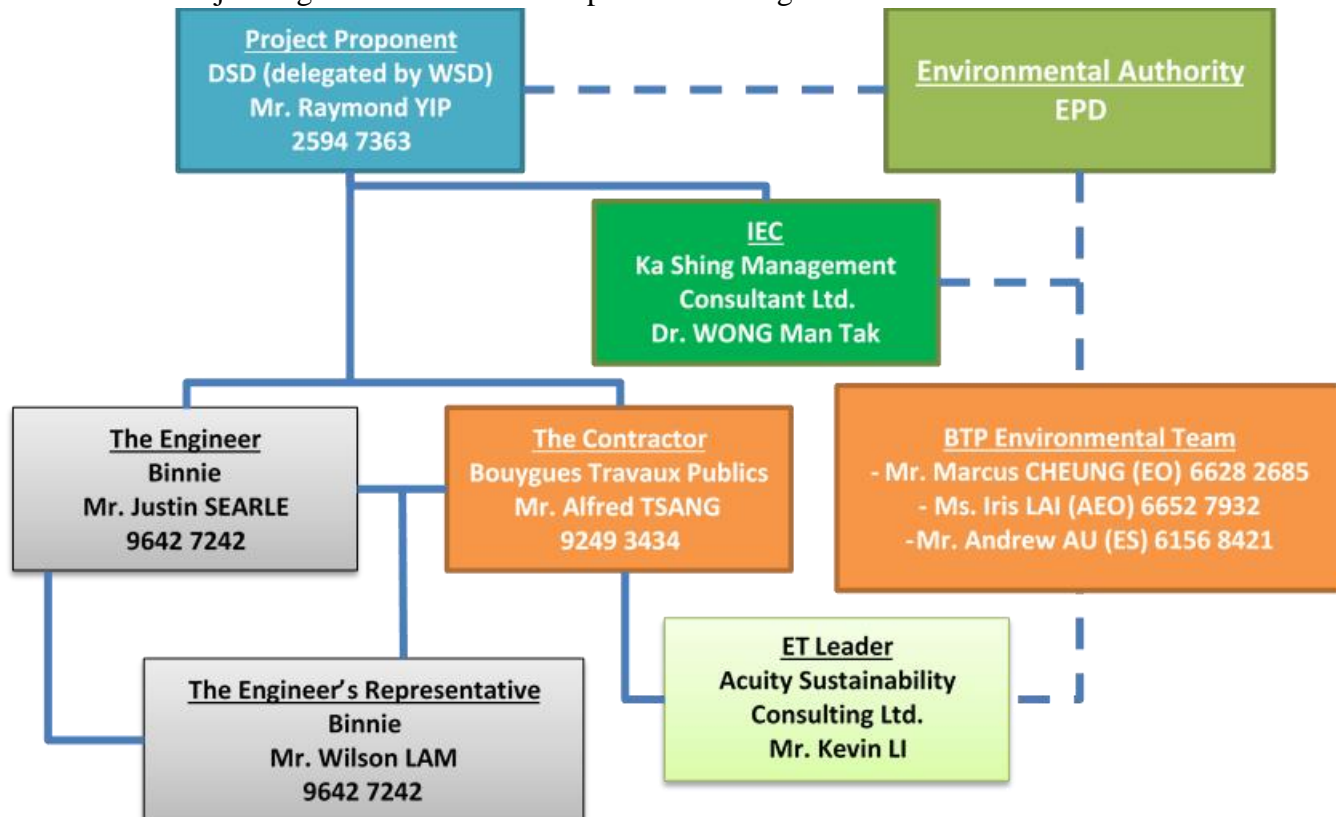 Project Proponent
DSD (delegated by WSD)
Mr. Raymond YIP
2594 7363
Environmental Authority
EPD
IEC
Ka Shing Management
Consultant Ltd.
Dr. WONG Man Tak
The Engineer
Binnie
Mr. Justin SEARLE
9642 7242
The Contractor
Bouygues Travaux Publics
Mr. Alfred TSANG
9249 3434
BTP Environmental Team
- Mr. Marcus CHEUNG (EO) 6628 2685
- Ms. Iris LAI (AEO) 6652 7932
-Mr. Andrew AU (ES) 6156 8421
The Engineer's Representative
Binnie
Mr. Wilson LAM
9642 7242
ET Leader
Acuity Sustainability
Consulting Ltd.
Mr. Kevin LI